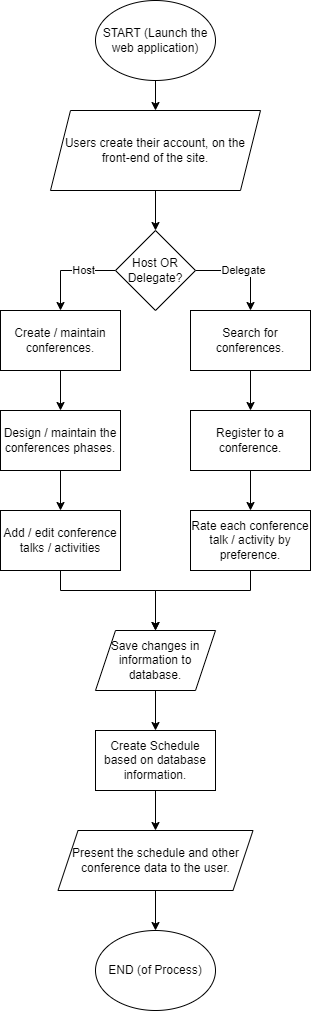 START (Launch the
web application)
Users create their account, on the
front-end of the site.
Host OR
Delegate?
Host
Delegate
Create / maintain
conferences.
Search for
conferences.
Design / maintain the
conferences phases.
Register to a
conference.
Add / edit conference
talks / activities
Rate each conference
talk / activity by
preference.
Save changes in
information to
database.
Create Schedule
based on database
information.
Present the schedule and other
conference data to the user.
END (of Process)